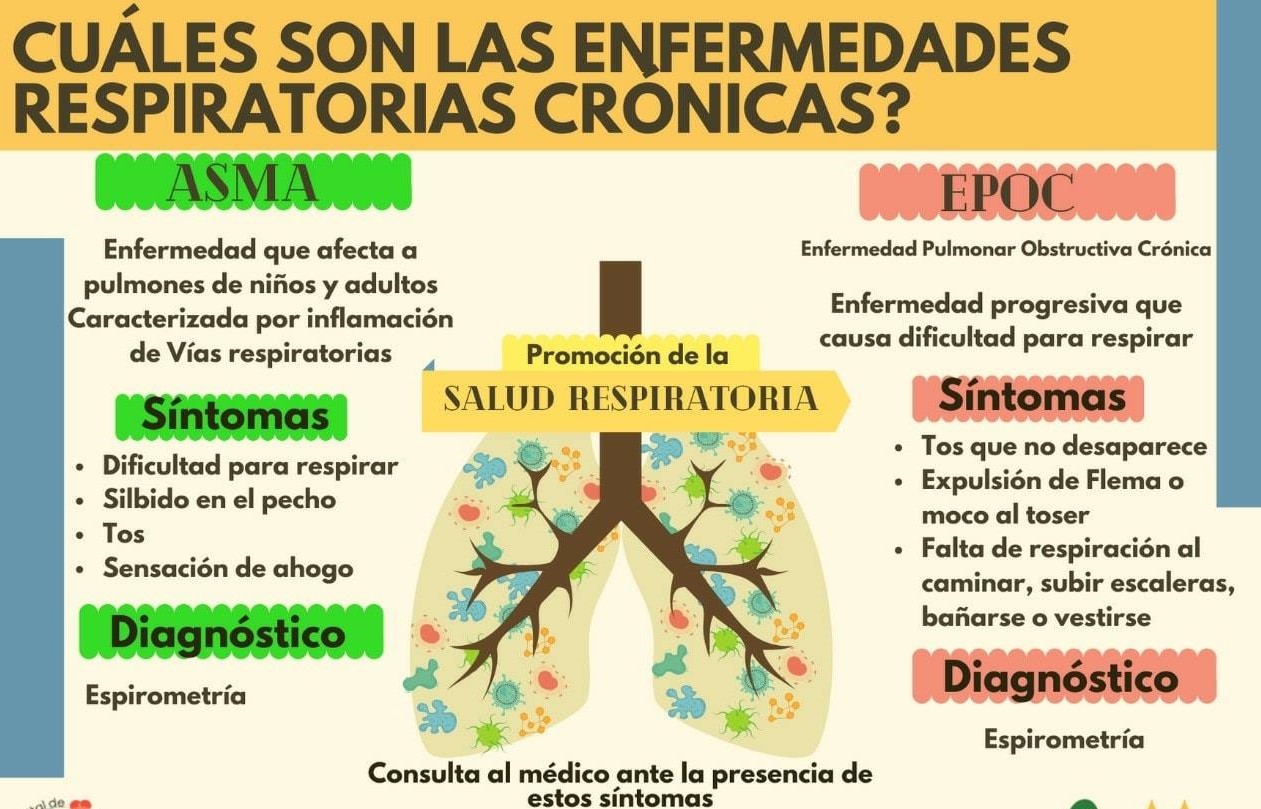 CUÁLES SON LAS ENFERMEDADES
RESPIRATORIAS CRÓNICAS?
ASMA
Enfermedad que afecta a
pulmones de niños y adultos
Caracterizada por inflamación
de Vías respiratorias
Síntomas
• Dificultad para respirar
• Silbido en el pecho
• Tos
• Sensación de ahogo
Diagnóstico
Espirometría
Promoción de la
SALUD RESPIRATORIA
EPOC
Enfermedad Pulmonar Obstructiva Crónica
Enfermedad progresiva que
causa dificultad para respirar
Síntomas
• Tos que no desaparece
• Expulsión de Flema o
moco al toser
• Falta de respiración al
caminar, subir escaleras,
bañarse o vestirse
Diagnóstico
Espirometría
Consulta al médico ante la presencia de
estos síntomas